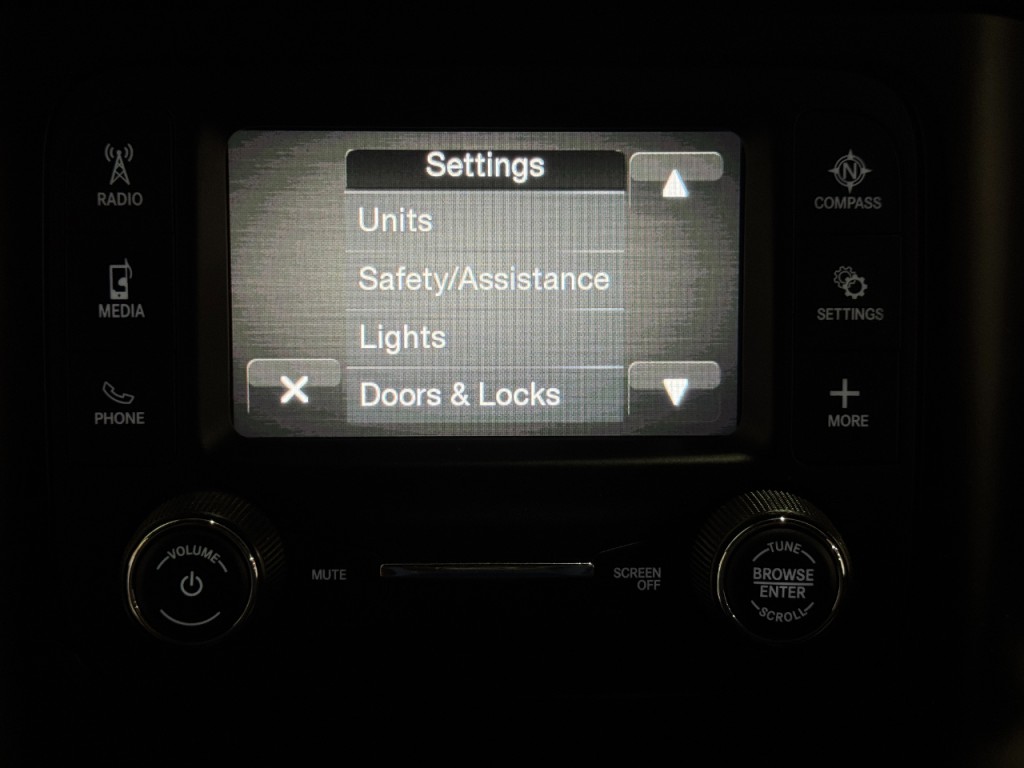 Settings
Units
Safety/Assistance
Lights
Doors & Locks
RADIO
MEDIA
PHONE
N
COMPASS
SETTINGS
MORE
VOLUME
MUTE
SCREEN
OFF
TUNE
BROWSE
ENTER
SCROLL